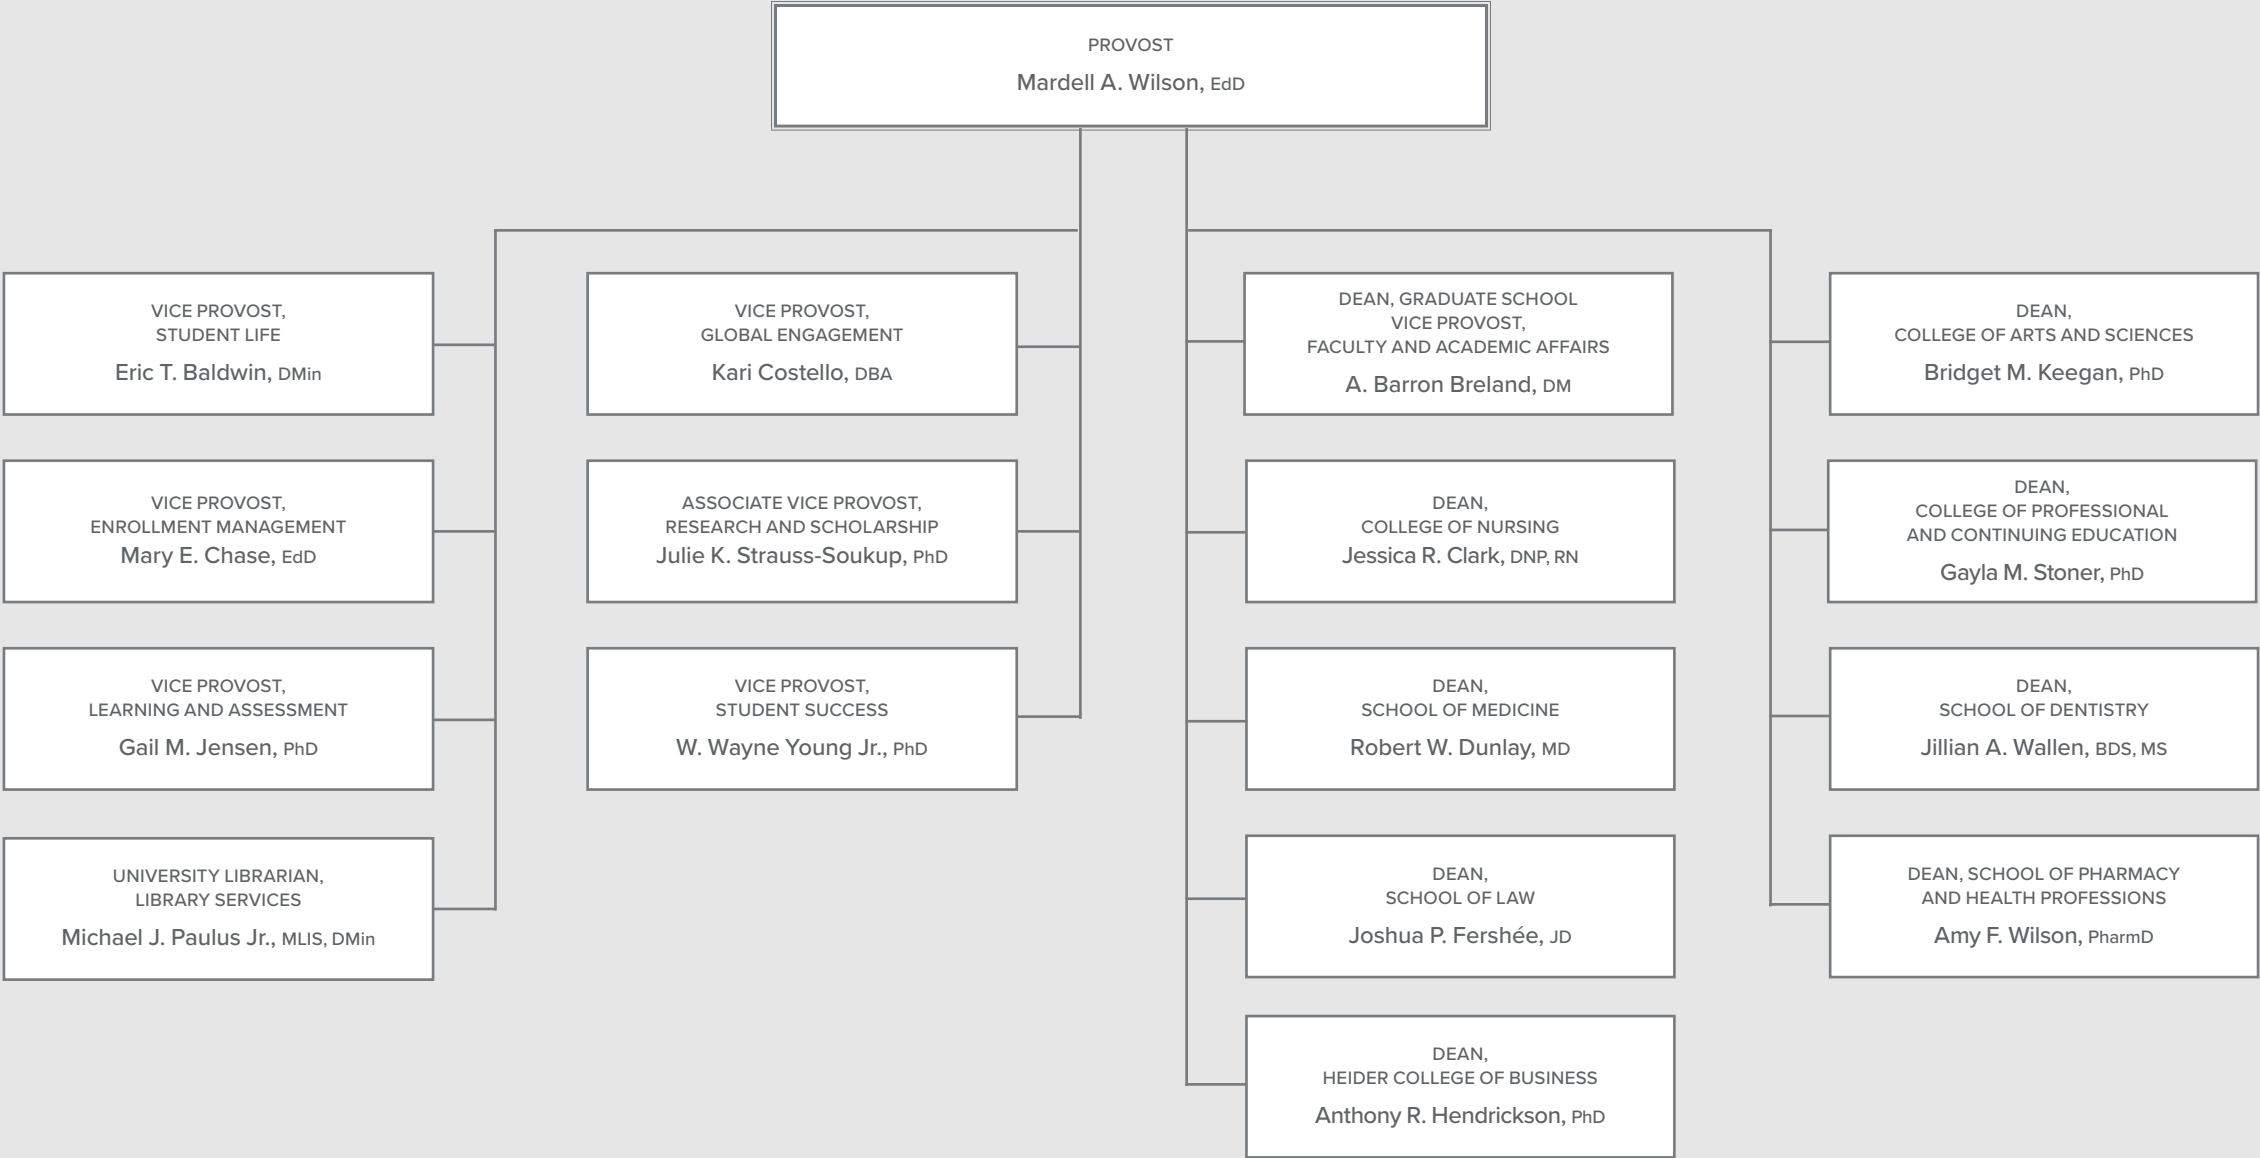 PROVOST
Mardell A. Wilson, EdD
VICE PROVOST,
STUDENT LIFE
Eric T. Baldwin, DMin
VICE PROVOST,
GLOBAL ENGAGEMENT
Kari Costello, DBA
DEAN, GRADUATE SCHOOL
VICE PROVOST,
FACULTY AND ACADEMIC AFFAIRS
A. Barron Breland, DM
DEAN,
COLLEGE OF ARTS AND SCIENCES
Bridget M. Keegan, PhD
VICE PROVOST,
ENROLLMENT MANAGEMENT
Mary E. Chase, EdD
ASSOCIATE VICE PROVOST,
RESEARCH AND SCHOLARSHIP
Julie K. Strauss-Soukup, PhD
DEAN,
COLLEGE OF NURSING
Jessica R. Clark, DNP, RN
DEAN,
COLLEGE OF PROFESSIONAL
AND CONTINUING EDUCATION
Gayla M. Stoner, PhD
VICE PROVOST,
LEARNING AND ASSESSMENT
Gail M. Jensen, PhD
VICE PROVOST,
STUDENT SUCCESS
W. Wayne Young Jr., PhD
DEAN,
SCHOOL OF MEDICINE
Robert W. Dunlay, MD
DEAN,
SCHOOL OF DENTISTRY
Jillian A. Wallen, BDS, MS
UNIVERSITY LIBRARIAN,
LIBRARY SERVICES
Michael J. Paulus Jr., MLIS, DMin
DEAN,
SCHOOL OF LAW
Joshua P. Fershée, JD
DEAN, SCHOOL OF PHARMACY
AND HEALTH PROFESSIONS
Amy F. Wilson, PharmD
DEAN,
HEIDER COLLEGE OF BUSINESS
Anthony R. Hendrickson, PhD